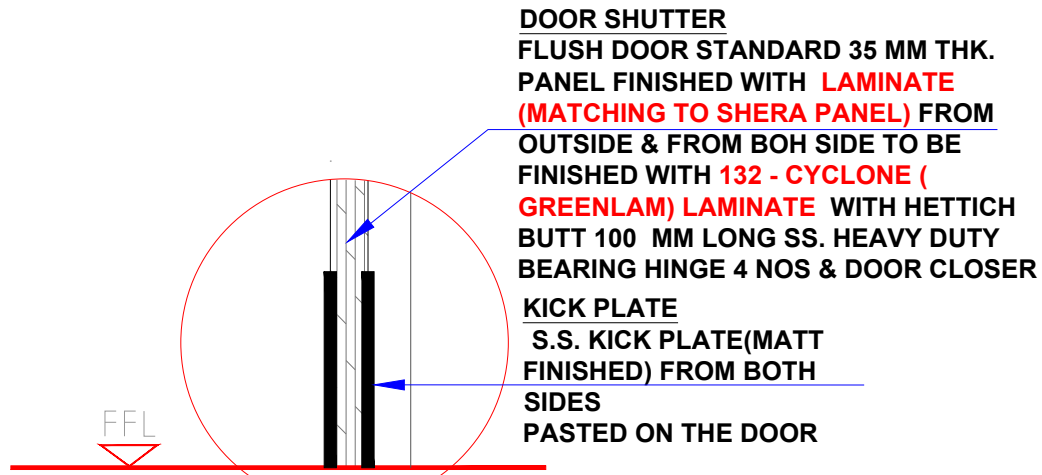 DOOR SHUTTER
FLUSH DOOR STANDARD 35 MM THK.
PANEL FINISHED WITH LAMINATE
(MATCHING TO SHERA PANEL) FROM
OUTSIDE & FROM BOH SIDE TO BE
FINISHED WITH 132 - CYCLONE (
GREENLAM) LAMINATE WITH HETTICH
BUTT 100 MM LONG SS. HEAVY DUTY
BEARING HINGE 4 NOS & DOOR CLOSER
KICK PLATE
S.S. KICK PLATE(MATT
FINISHED) FROM BOTH
SIDES
PASTED ON THE DOOR
FFL